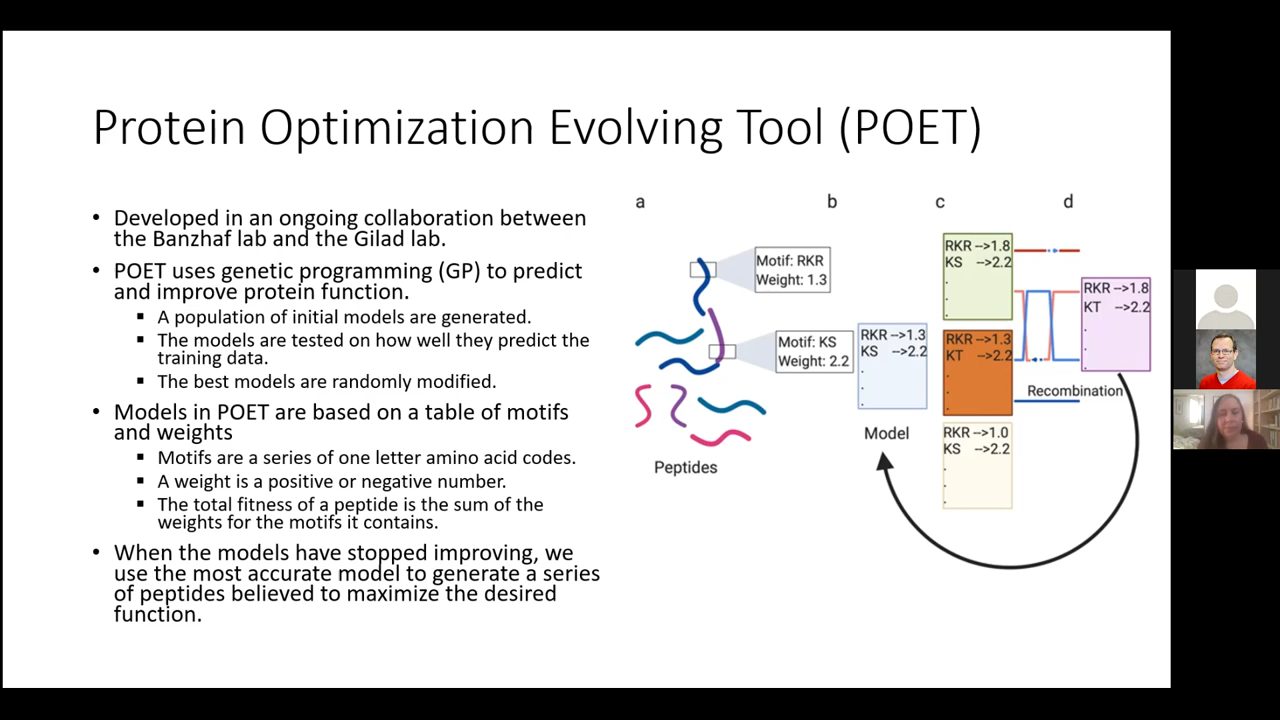 Protein Optimization Evolving Tool (POET)
• Developed in an ongoing collaboration between
the Banzhaf lab and the Gilad lab.
• POET uses genetic programming (GP) to predict
and improve protein function.
▪ A population of initial models are generated.
▪ The models are tested on how well they predict the
training data.
▪ The best models are randomly modified.
• Models in POET are based on a table of motifs
and weights
▪ Motifs are a series of one letter amino acid codes.
▪ A weight is a positive or negative number.
▪ The total fitness of a peptide is the sum of the
weights for the motifs it contains.
• When the models have stopped improving, we
use the most accurate model to generate a series
of peptides believed to maximize the desired
function.
a
Motif: RKR
Weight: 1.3
Motif: KS
Weight: 2.2
Peptides
b
RKR -->1.3
KS -->2.2
.
.
.
.
Model
c
RKR -->1.8
KS -->2.2
.
.
.
RKR -->1.3
KT -->2.2
.
.
.
RKR -->1.0
KS -->2.2
.
.
.
.
d
Recombination
RKR -->1.8
KT -->2.2
.
.
.